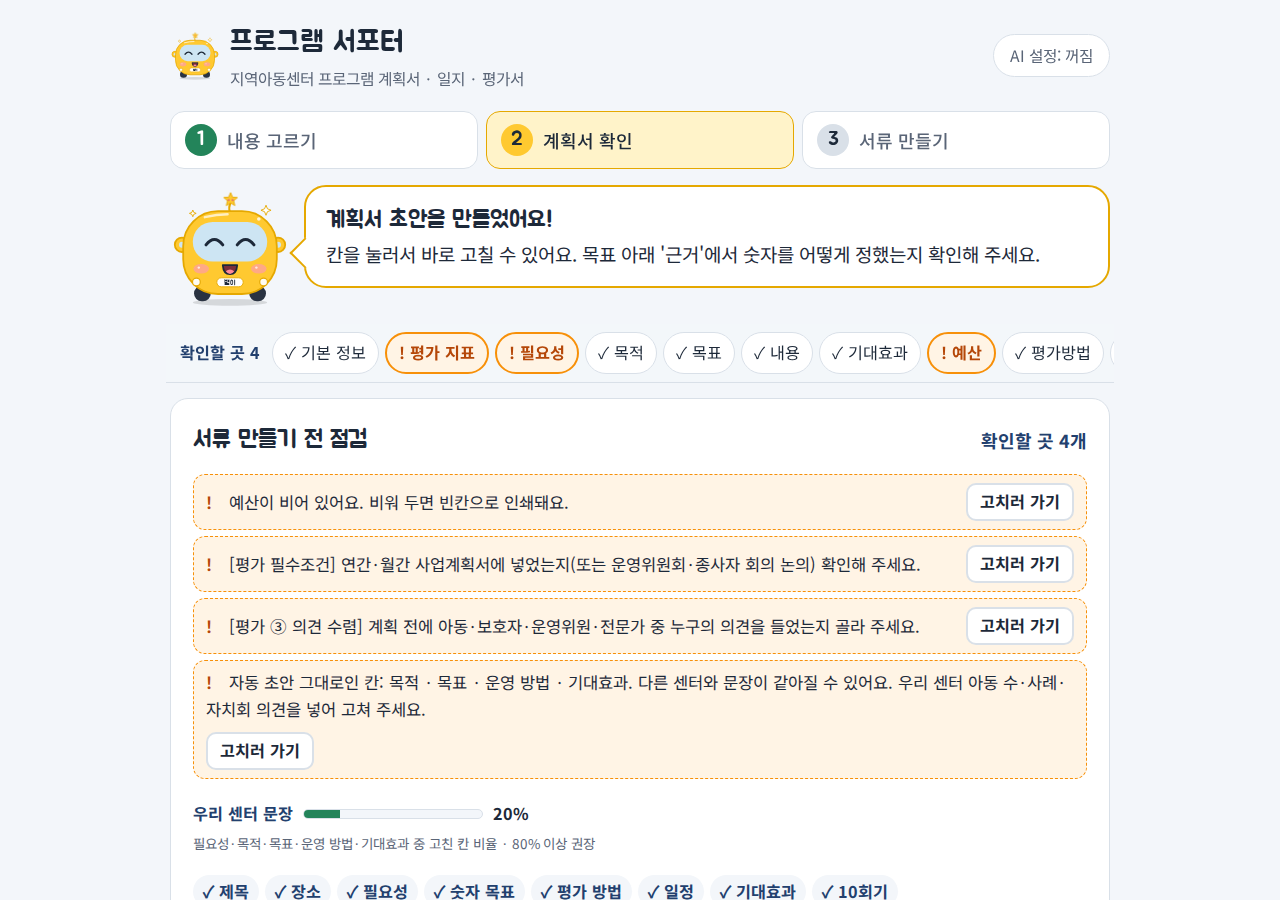 프로그램 서포터
지역아동센터 프로그램 계획서 · 일지 · 평가서
AI 설정: 꺼짐
1 내용 고르기
2 계획서 확인
3 서류 만들기
별이
계획서 초안을 만들었어요!
칸을 눌러서 바로 고칠 수 있어요. 목표 아래 '근거'에서 숫자를 어떻게 정했는지 확인해 주세요.
확인할 곳 4 ✓ 기본 정보 ! 평가 지표 ! 필요성 ✓ 목적 ✓ 목표 ✓ 내용 ✓ 기대효과 ! 예산 ✓ 평가방법
서류 만들기 전 점검
확인할 곳 4개
! 예산이 비어 있어요. 비워 두면 빈칸으로 인쇄돼요. 고치러 가기
! [평가 필수조건] 연간·월간 사업계획서에 넣었는지(또는 운영위원회·종사자 회의 논의) 확인해 주세요. 고치러 가기
! [평가 ③ 의견 수렴] 계획 전에 아동·보호자·운영위원·전문가 중 누구의 의견을 들었는지 골라 주세요. 고치러 가기
! 자동 초안 그대로인 칸: 목적 · 목표 · 운영 방법 · 기대효과. 다른 센터와 문장이 같아질 수 있어요. 우리 센터 아동 수·사례·
자치회 의견을 넣어 고쳐 주세요.
고치러 가기
우리 센터 문장 20%
필요성·목적·목표·운영 방법·기대효과 중 고친 칸 비율 · 80% 이상 권장
✓ 제목 ✓ 장소 ✓ 필요성 ✓ 숫자 목표 ✓ 평가 방법 ✓ 일정 ✓ 기대효과 ✓ 10회기